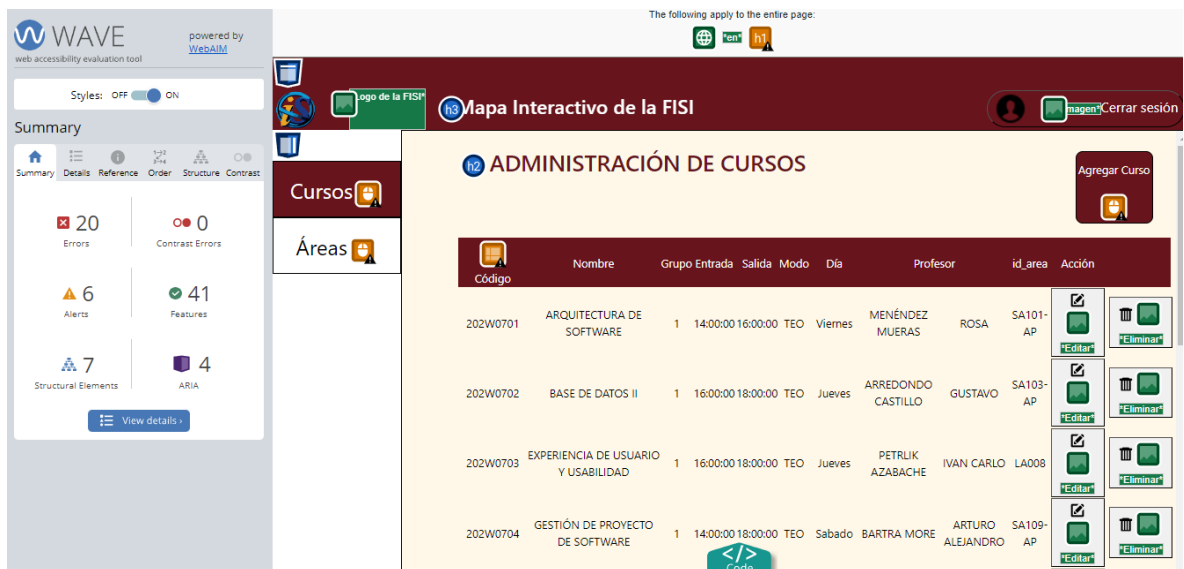 WAVE
powered by
WebAIM
web accessibility evaluation tool
Styles: OFF ON
Summary
Summary Details Reference Order Structure Contrast
20
Errors
0
Contrast Errors
6
Alerts
41
Features
7
Structural Elements
4
ARIA
View details ›
The following apply to the entire page:
*en* h1
Logo de la FISI*
h3 Mapa Interactivo de la FISI
magen* Cerrar sesión
Cursos
Áreas
h2 ADMINISTRACIÓN DE CURSOS
Agregar Curso
Código Nombre Grupo Entrada Salida Modo Día Profesor id_area Acción
202W0701 ARQUITECTURA DE SOFTWARE 1 14:00:00 16:00:00 TEO Viernes MENÉNDEZ MUERAS ROSA SA101-AP *Editar* *Eliminar*
202W0702 BASE DE DATOS II 1 16:00:00 18:00:00 TEO Jueves ARREDONDO CASTILLO GUSTAVO SA103-AP *Editar* *Eliminar*
202W0703 EXPERIENCIA DE USUARIO Y USABILIDAD 1 16:00:00 18:00:00 TEO Jueves PETRLIK AZABACHE IVAN CARLO LA008 *Editar* *Eliminar*
202W0704 GESTIÓN DE PROYECTO DE SOFTWARE 1 14:00:00 18:00:00 TEO Sabado BARTRA MORE ARTURO ALEJANDRO SA109-AP *Editar* *Eliminar*
</>
Code